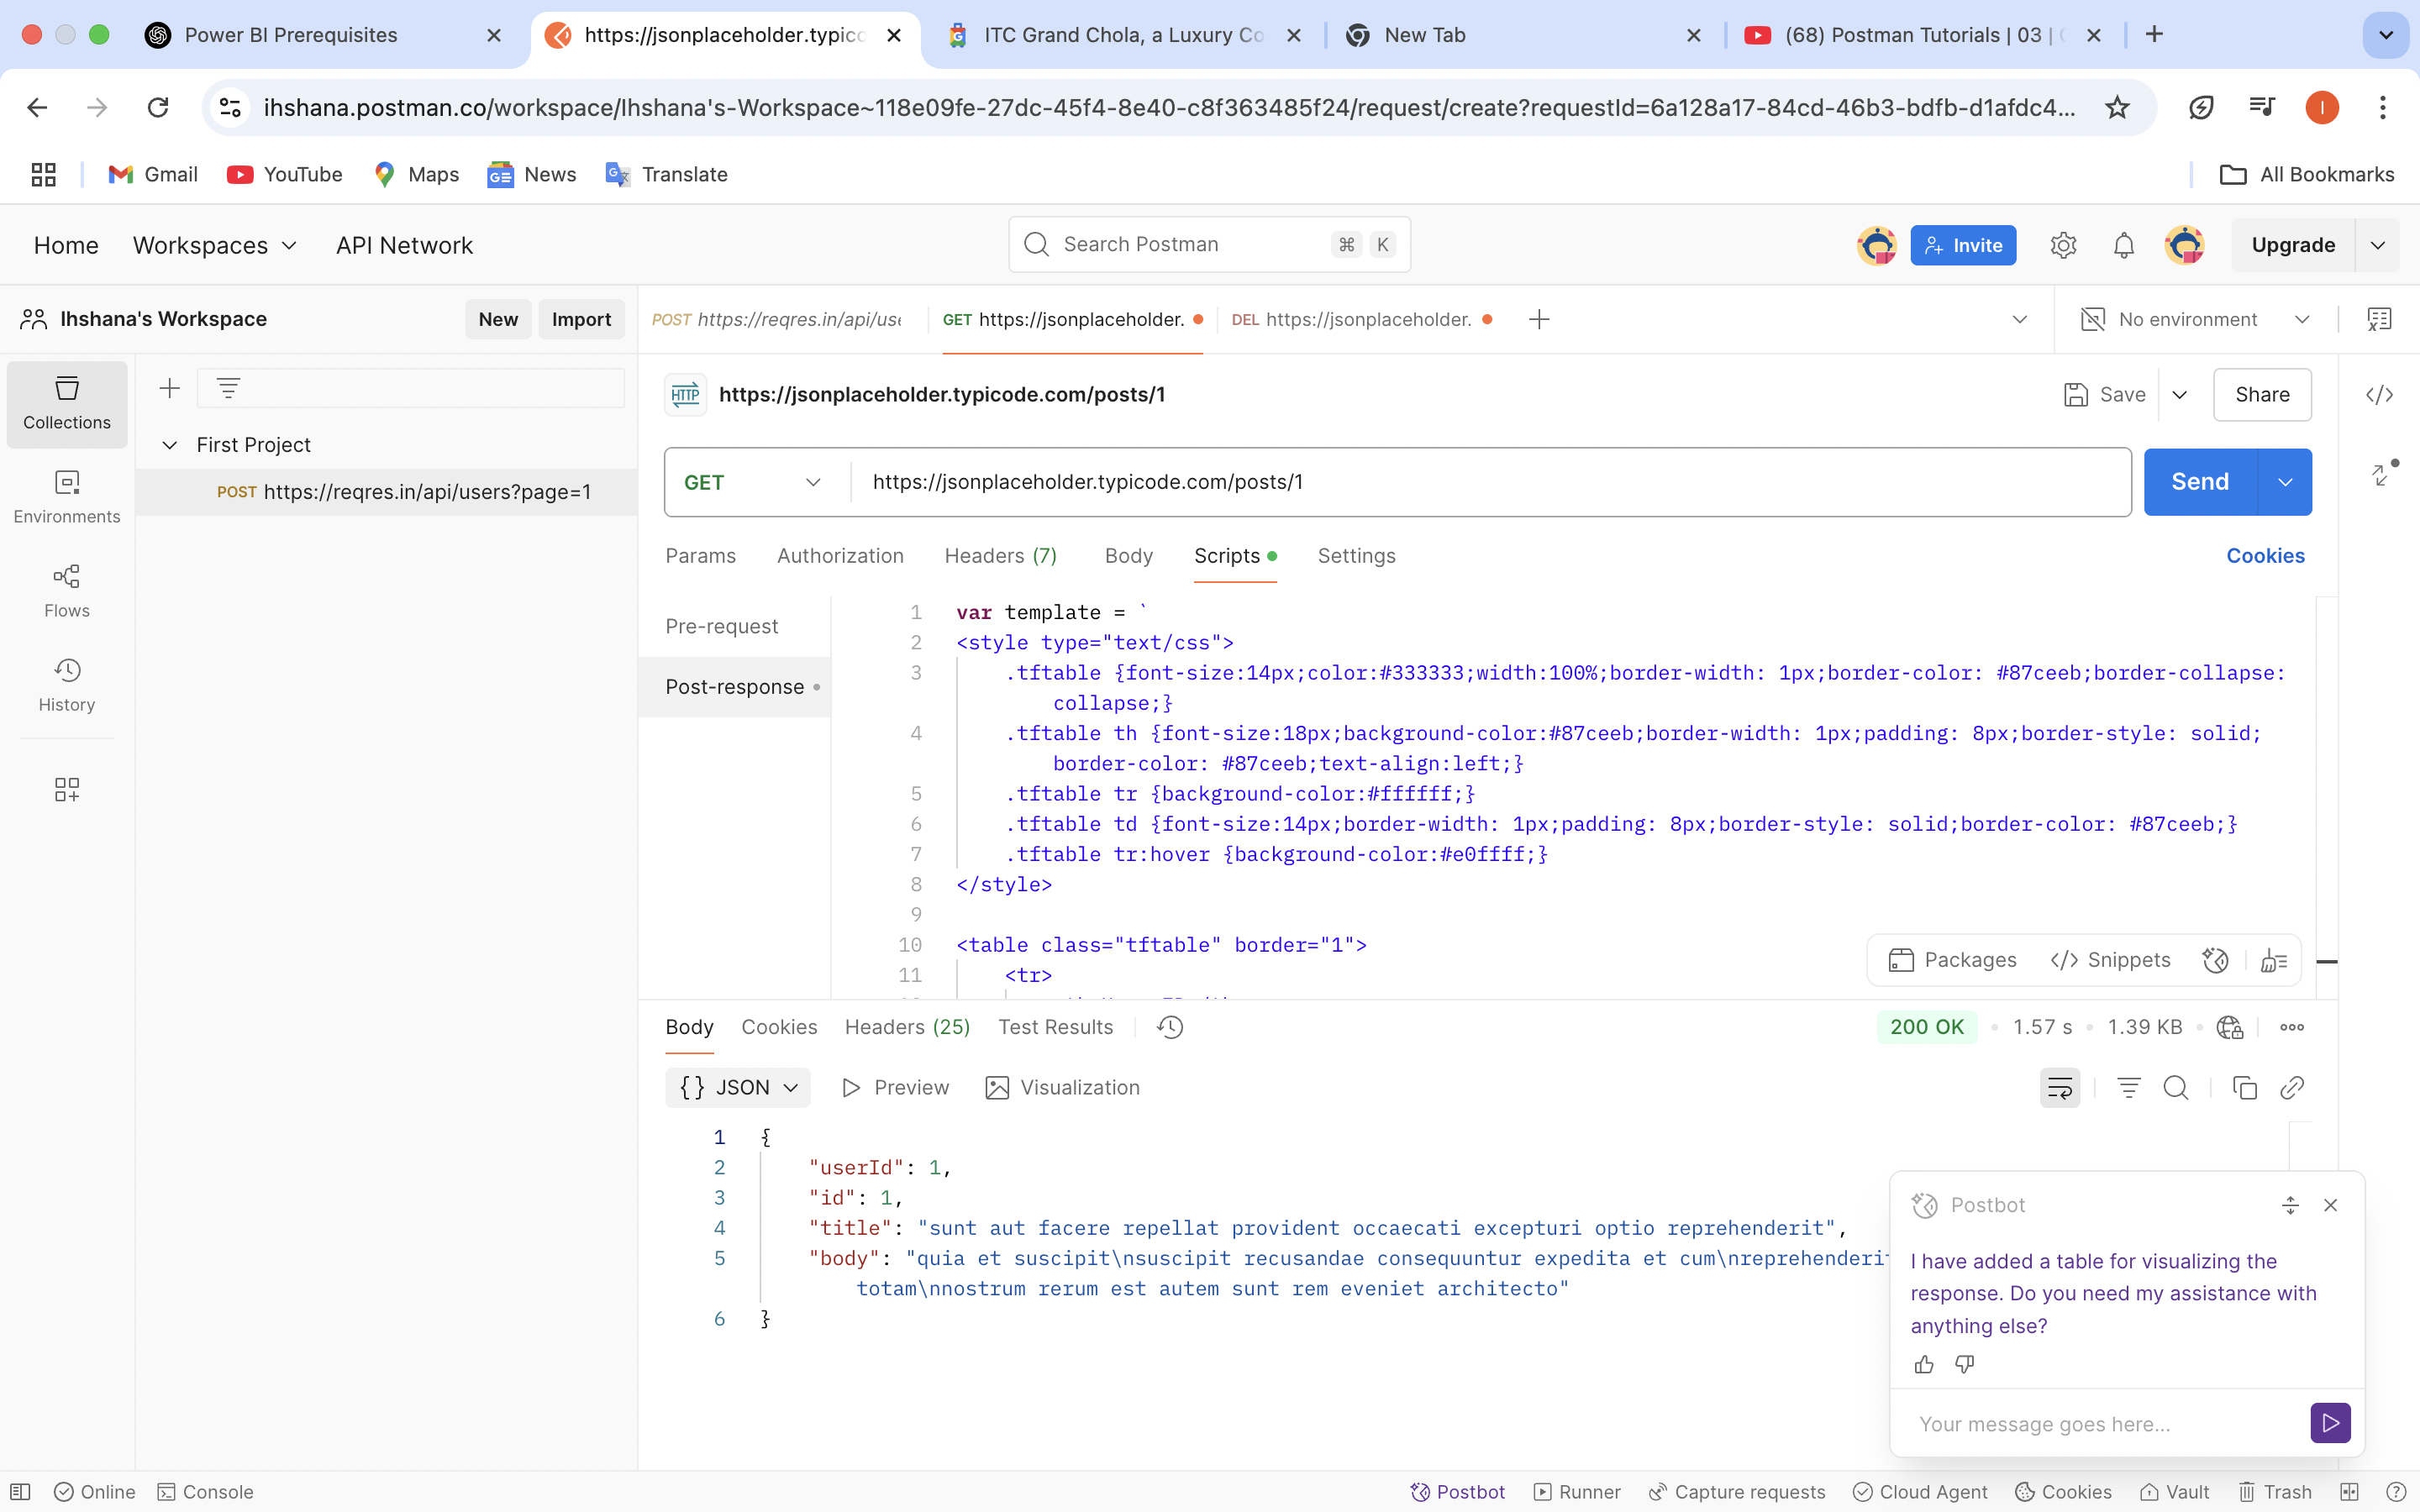 Power BI Prerequisites
https://jsonplaceholder.typico
ITC Grand Chola, a Luxury Co
New Tab
(68) Postman Tutorials | 03 |
ihshana.postman.co/workspace/Ihshana's-Workspace~118e09fe-27dc-45f4-8e40-c8f363485f24/request/create?requestId=6a128a17-84cd-46b3-bdfb-d1afdc4...
I
Gmail
YouTube
Maps
News
Translate
All Bookmarks
Home
Workspaces
API Network
Search Postman
⌘ K
Invite
Upgrade
Ihshana's Workspace
New
Import
POST https://reqres.in/api/use
GET https://jsonplaceholder.
DEL https://jsonplaceholder.
No environment
Collections
Environments
Flows
History
First Project
POST https://reqres.in/api/users?page=1
HTTP
https://jsonplaceholder.typicode.com/posts/1
Save
Share
GET
https://jsonplaceholder.typicode.com/posts/1
Send
Params
Authorization
Headers (7)
Body
Scripts
Settings
Cookies
Pre-request
Post-response
1 var template = `
2 <style type="text/css">
3 .tftable {font-size:14px;color:#333333;width:100%;border-width: 1px;border-color: #87ceeb;border-collapse:
collapse;}
4 .tftable th {font-size:18px;background-color:#87ceeb;border-width: 1px;padding: 8px;border-style: solid;
border-color: #87ceeb;text-align:left;}
5 .tftable tr {background-color:#ffffff;}
6 .tftable td {font-size:14px;border-width: 1px;padding: 8px;border-style: solid;border-color: #87ceeb;}
7 .tftable tr:hover {background-color:#e0ffff;}
8 </style>
9
10 <table class="tftable" border="1">
11 <tr>
Packages
Snippets
Body
Cookies
Headers (25)
Test Results
200 OK
1.57 s
1.39 KB
{} JSON
Preview
Visualization
1 {
2 "userId": 1,
3 "id": 1,
4 "title": "sunt aut facere repellat provident occaecati excepturi optio reprehenderit",
5 "body": "quia et suscipit\nsuscipit recusandae consequuntur expedita et cum\nreprehenderit
totam\nnostrum rerum est autem sunt rem eveniet architecto"
6 }
Postbot
I have added a table for visualizing the
response. Do you need my assistance with
anything else?
Your message goes here...
Online
Console
Postbot
Runner
Capture requests
Cloud Agent
Cookies
Vault
Trash